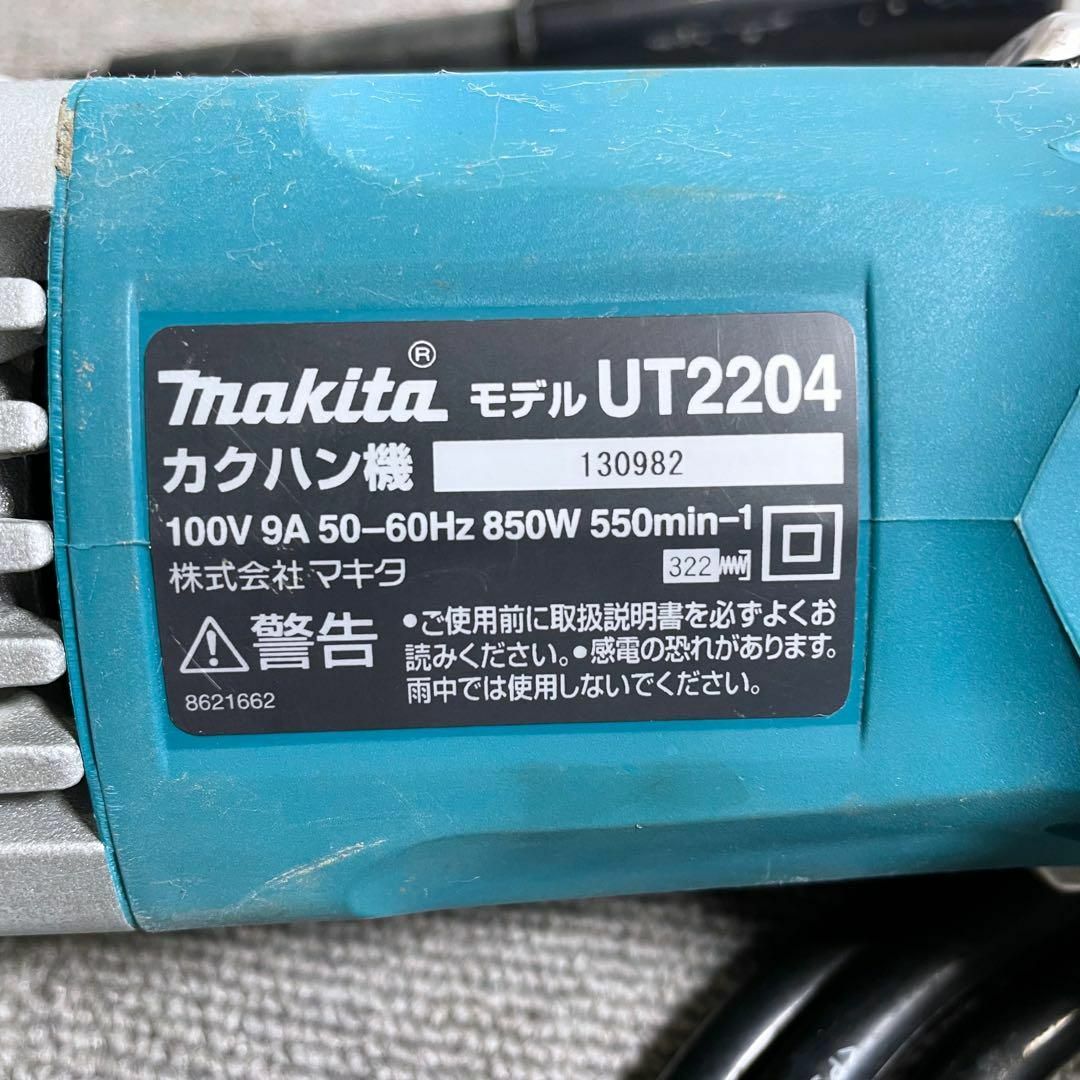 makita® モデル UT2204
カクハン機 130982
100V 9A 50-60Hz 850W 550min-1
株式会社マキタ 322
警告 •ご使用前に取扱説明書を必ずよくお
読みください。•感電の恐れがあります。
雨中では使用しないでください。
8621662